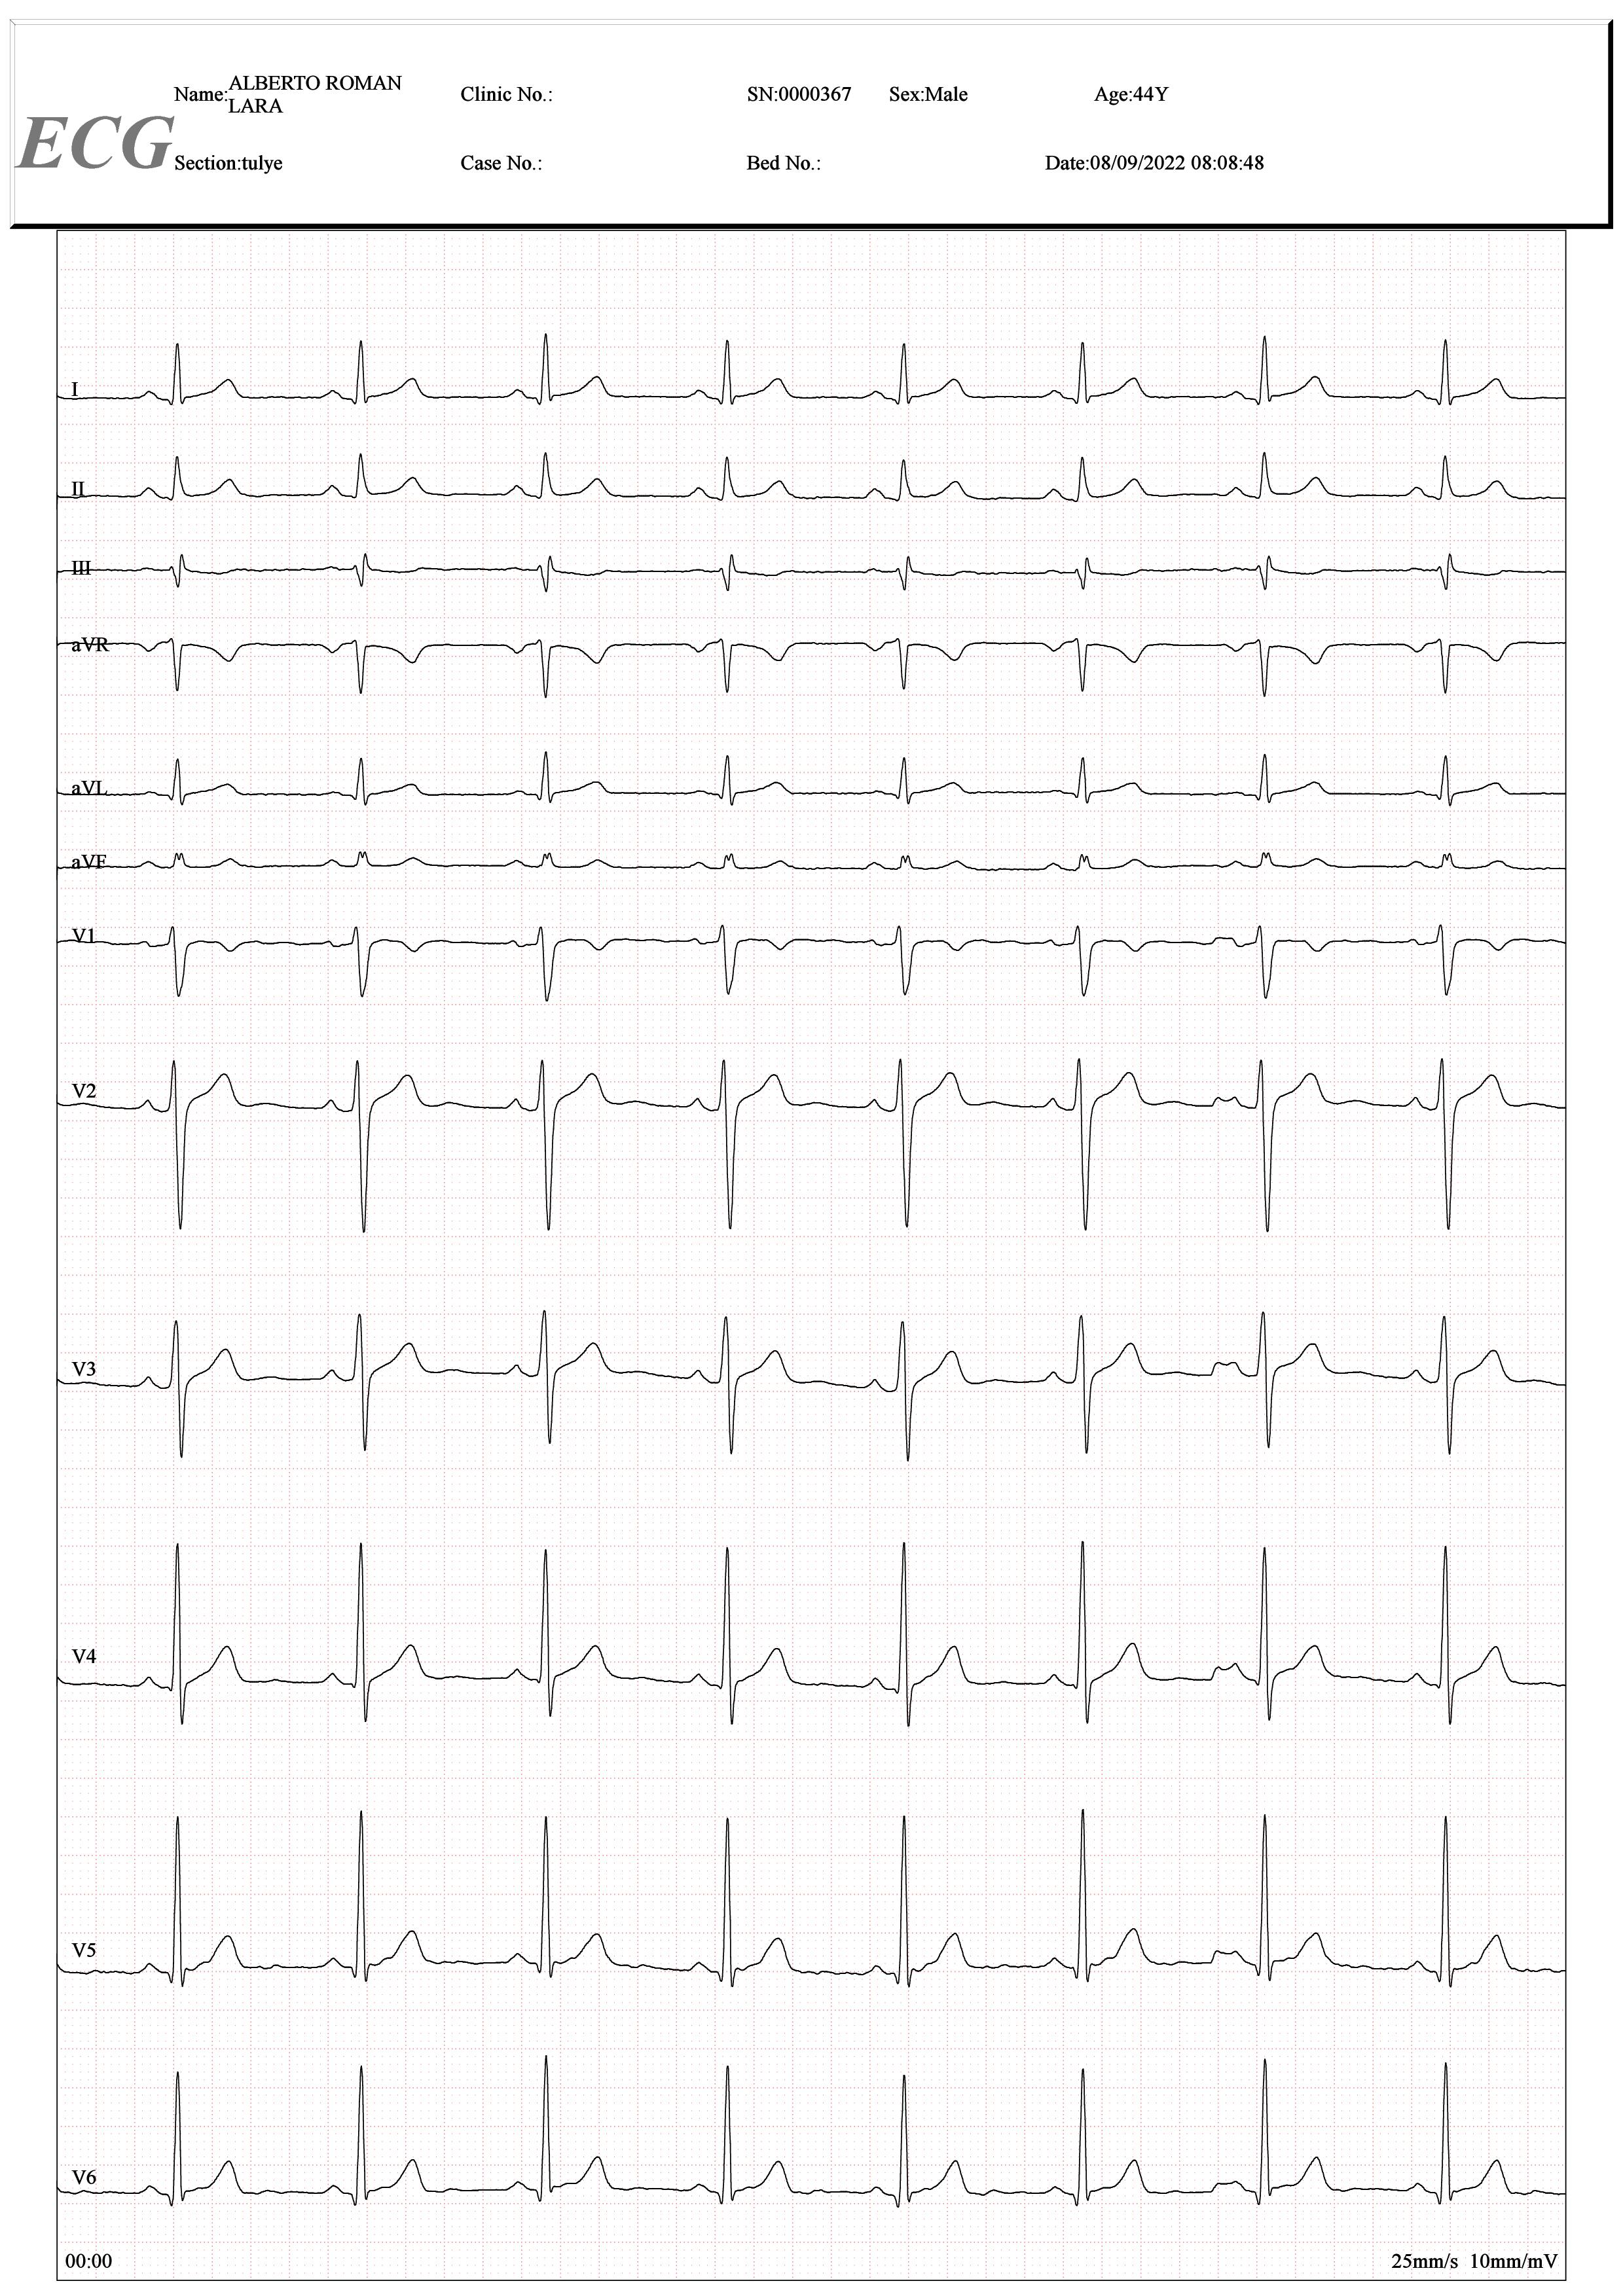 ECG
Name:ALBERTO ROMAN LARA
Clinic No.:
SN:0000367
Sex:Male
Age:44Y
Section:tulye
Case No.:
Bed No.:
Date:08/09/2022 08:08:48
I
II
III
aVR
aVL
aVF
V1
V2
V3
V4
V5
V6
00:00
25mm/s 10mm/mV